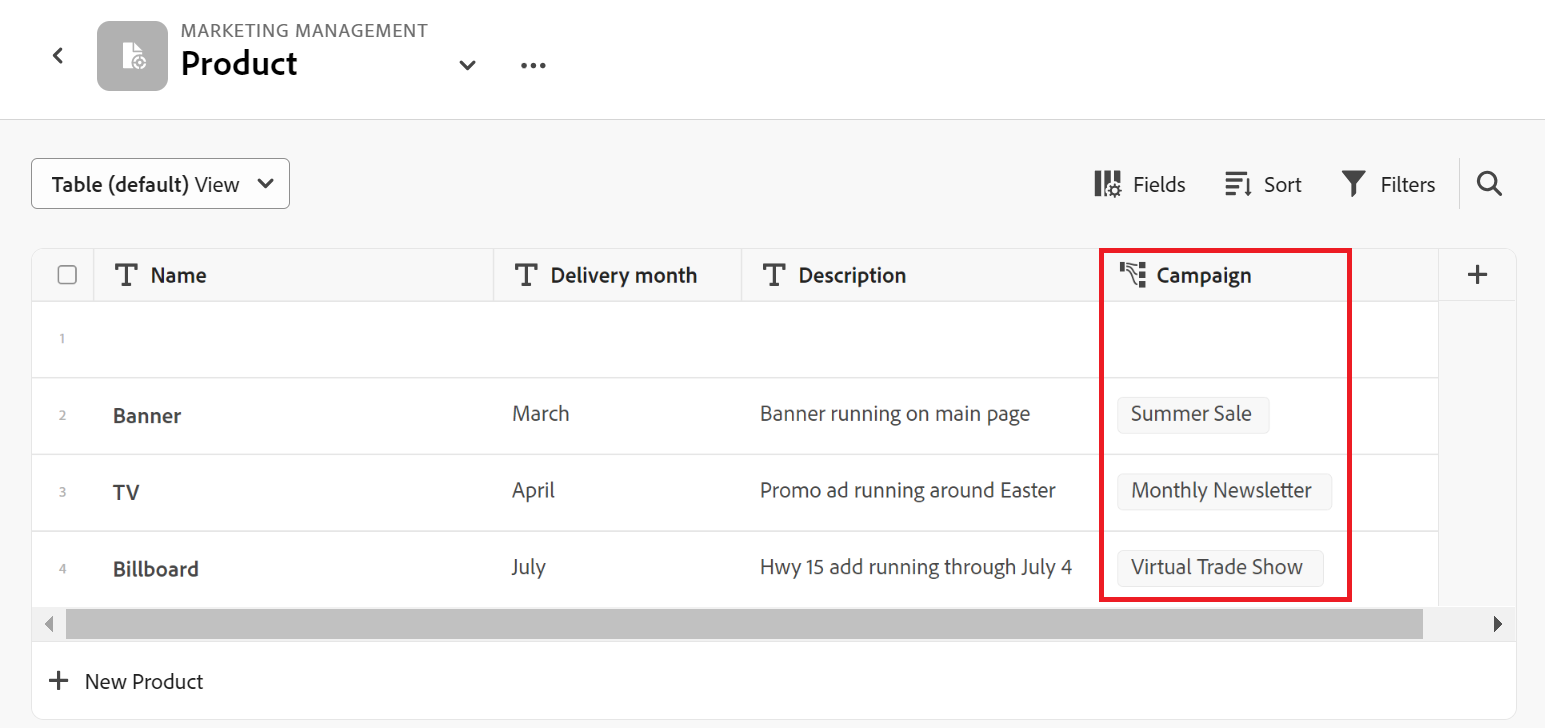 MARKETING MANAGEMENT
Product
Table (default) View
Fields Sort Filters
Name Delivery month Description Campaign
1
2 Banner March Banner running on main page Summer Sale
3 TV April Promo ad running around Easter Monthly Newsletter
4 Billboard July Hwy 15 add running through July 4 Virtual Trade Show
New Product